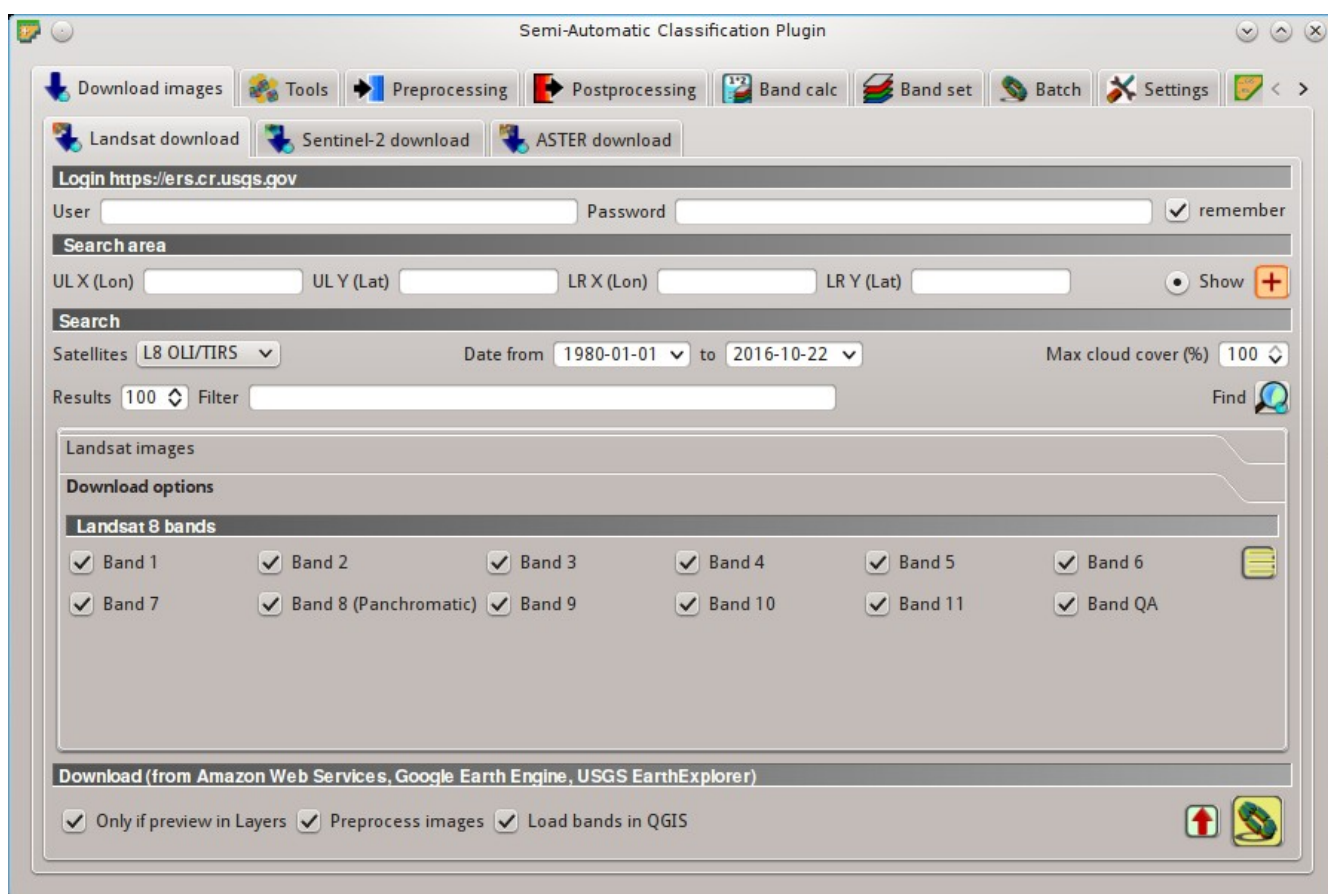 Semi-Automatic Classification Plugin
Download images Tools Preprocessing Postprocessing Band calc Band set Batch Settings
Landsat download Sentinel-2 download ASTER download
Login https://ers.cr.usgs.gov
User Password remember
Search area
UL X (Lon) UL Y (Lat) LR X (Lon) LR Y (Lat) Show
Search
Satellites L8 OLI/TIRS Date from 1980-01-01 to 2016-10-22 Max cloud cover (%) 100
Results 100 Filter Find
Landsat images
Download options
Landsat 8 bands
Band 1 Band 2 Band 3 Band 4 Band 5 Band 6
Band 7 Band 8 (Panchromatic) Band 9 Band 10 Band 11 Band QA
Download (from Amazon Web Services, Google Earth Engine, USGS EarthExplorer)
Only if preview in Layers Preprocess images Load bands in QGIS